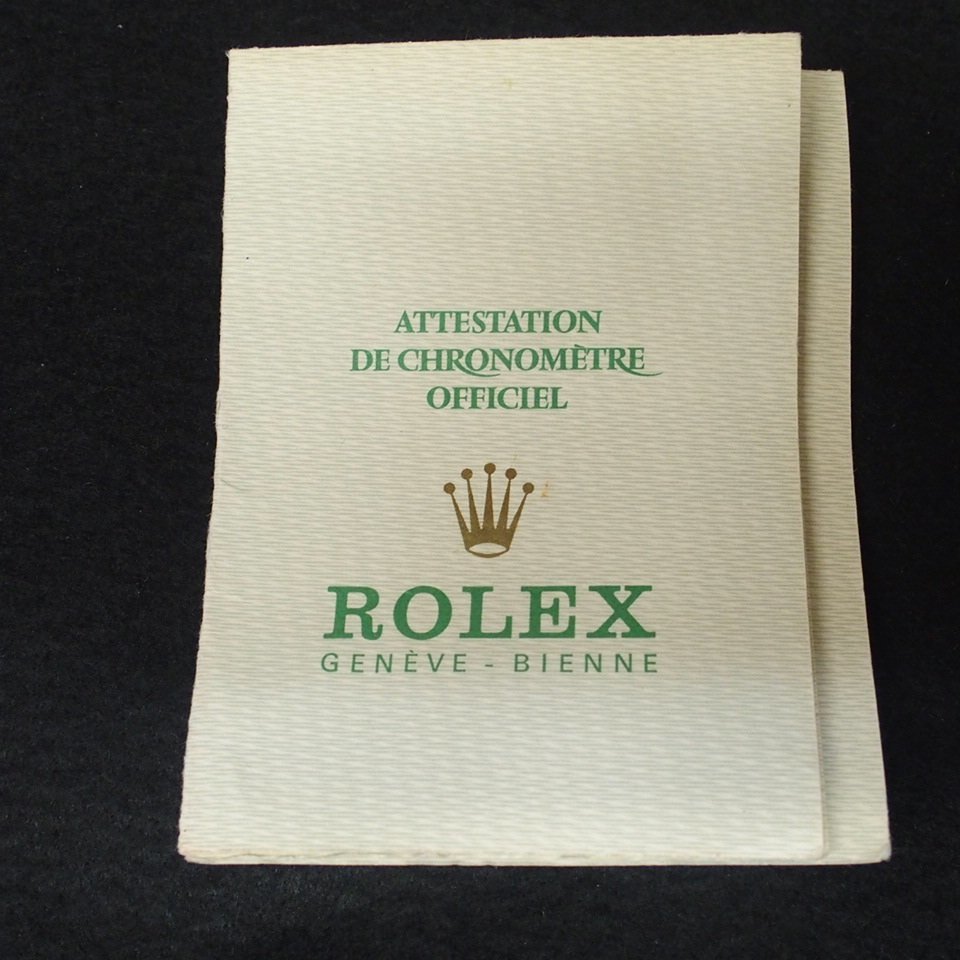 ATTESTATION
DE CHRONOMÈTRE
OFFICIEL
ROLEX
GENÈVE - BIENNE